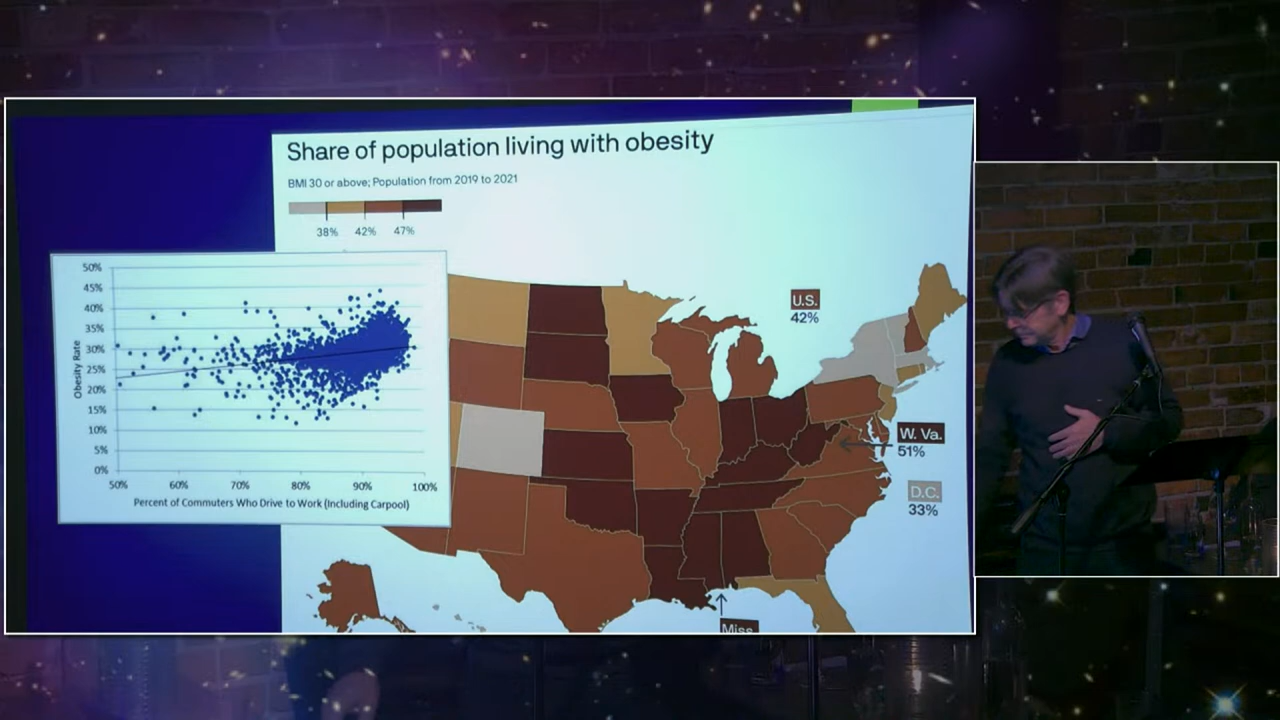 Share of population living with obesity
BMI 30 or above; Population from 2019 to 2021
38% 42% 47%
50%
45%
40%
35%
30%
25%
20%
15%
10%
5%
0%
Obesity Rate
50% 60% 70% 80% 90% 100%
Percent of Commuters Who Drive to Work (Including Carpool)
U.S.
42%
W. Va.
51%
D.C.
33%
Miss